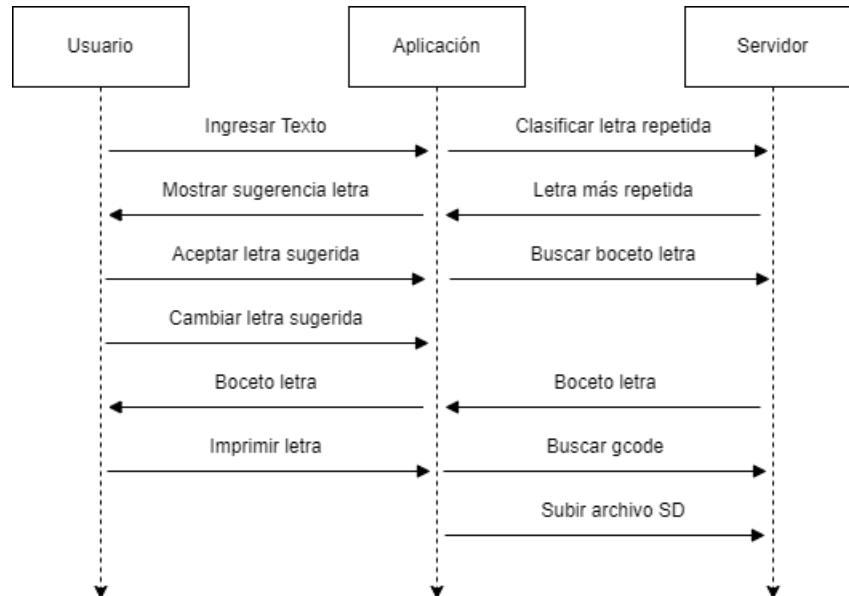 Usuario
Aplicación
Servidor
Ingresar Texto
Clasificar letra repetida
Mostrar sugerencia letra
Letra más repetida
Aceptar letra sugerida
Buscar boceto letra
Cambiar letra sugerida
Boceto letra
Boceto letra
Imprimir letra
Buscar gcode
Subir archivo SD